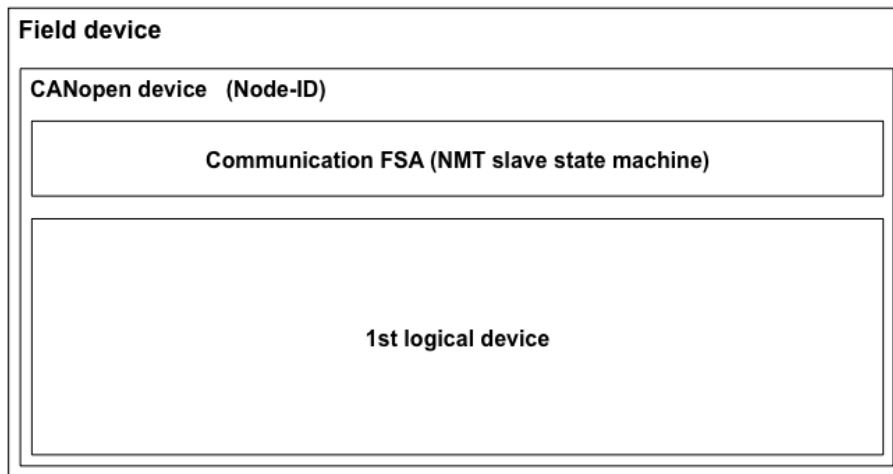 Field device
CANopen device (Node-ID)
Communication FSA (NMT slave state machine)
1st logical device